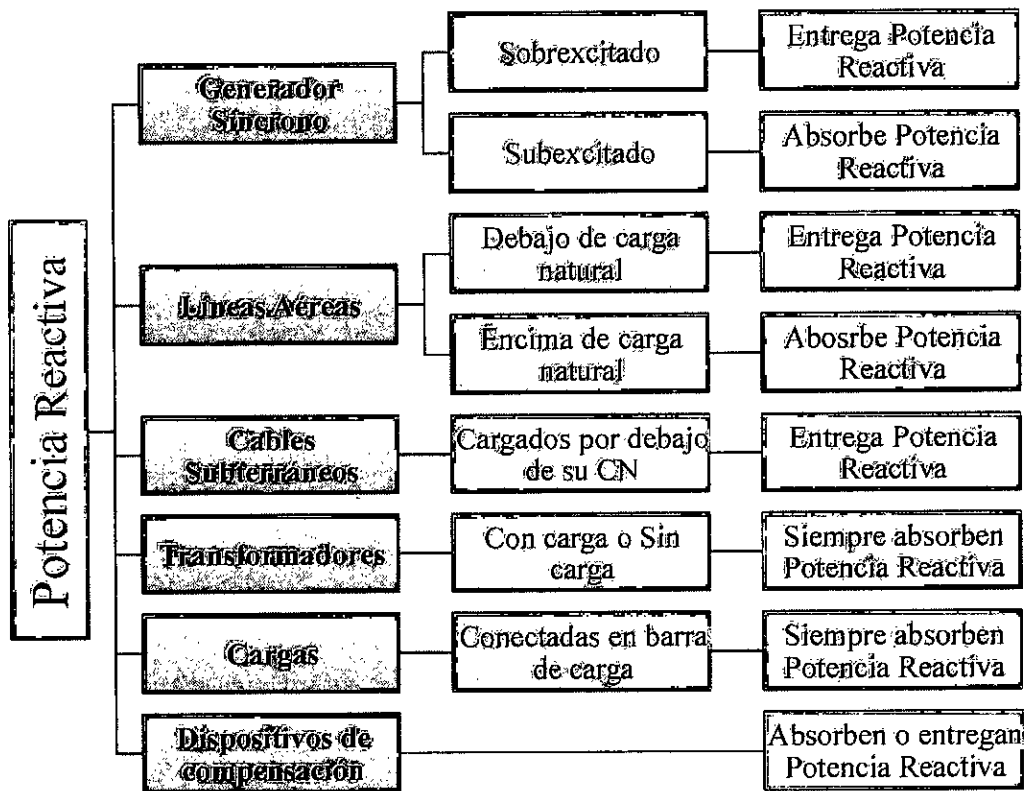 Potencia Reactiva
Generador
Síncrono
Sobrexcitado
Entrega Potencia
Reactiva
Subexcitado
Absorbe Potencia
Reactiva
Líneas Aéreas
Debajo de carga
natural
Entrega Potencia
Reactiva
Encima de carga
natural
Abosrbe Potencia
Reactiva
Cables
Subterráneos
Cargados por debajo
de su CN
Entrega Potencia
Reactiva
Transformadores
Con carga o Sin
carga
Siempre absorben
Potencia Reactiva
Cargas
Conectadas en barra
de carga
Siempre absorben
Potencia Reactiva
Dispositivos de
compensación
Absorben o entregan
Potencia Reactiva